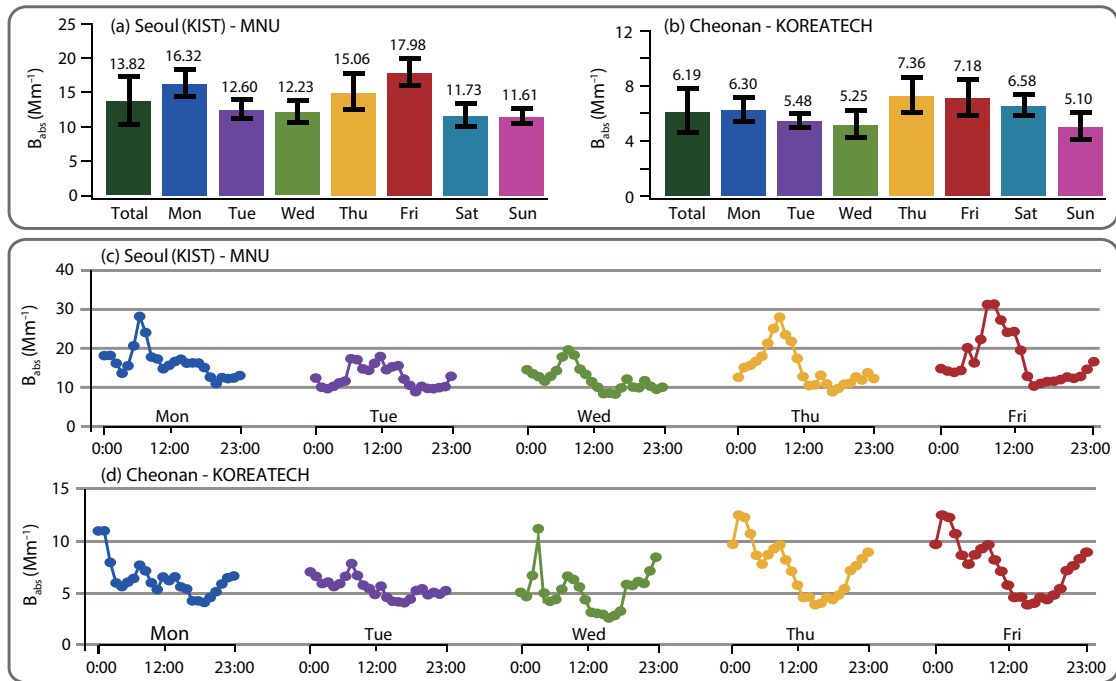 (a) Seoul (KIST) - MNU
25
20
15
10
5
0
Babs (Mm⁻¹)
13.82
16.32
12.60
12.23
15.06
17.98
11.73
11.61
Total Mon Tue Wed Thu Fri Sat Sun
(b) Cheonan - KOREATECH
12
8
4
0
Babs (Mm⁻¹)
6.19
6.30
5.48
5.25
7.36
7.18
6.58
5.10
Total Mon Tue Wed Thu Fri Sat Sun
(c) Seoul (KIST) - MNU
40
30
20
10
0
Babs (Mm⁻¹)
Mon Tue Wed Thu Fri
0:00 12:00 23:00 0:00 12:00 23:00 0:00 12:00 23:00 0:00 12:00 23:00 0:00 12:00 23:00
(d) Cheonan - KOREATECH
15
10
5
0
Babs (Mm⁻¹)
Mon Tue Wed Thu Fri
0:00 12:00 23:00 0:00 12:00 23:00 0:00 12:00 23:00 0:00 12:00 23:00 0:00 12:00 23:00